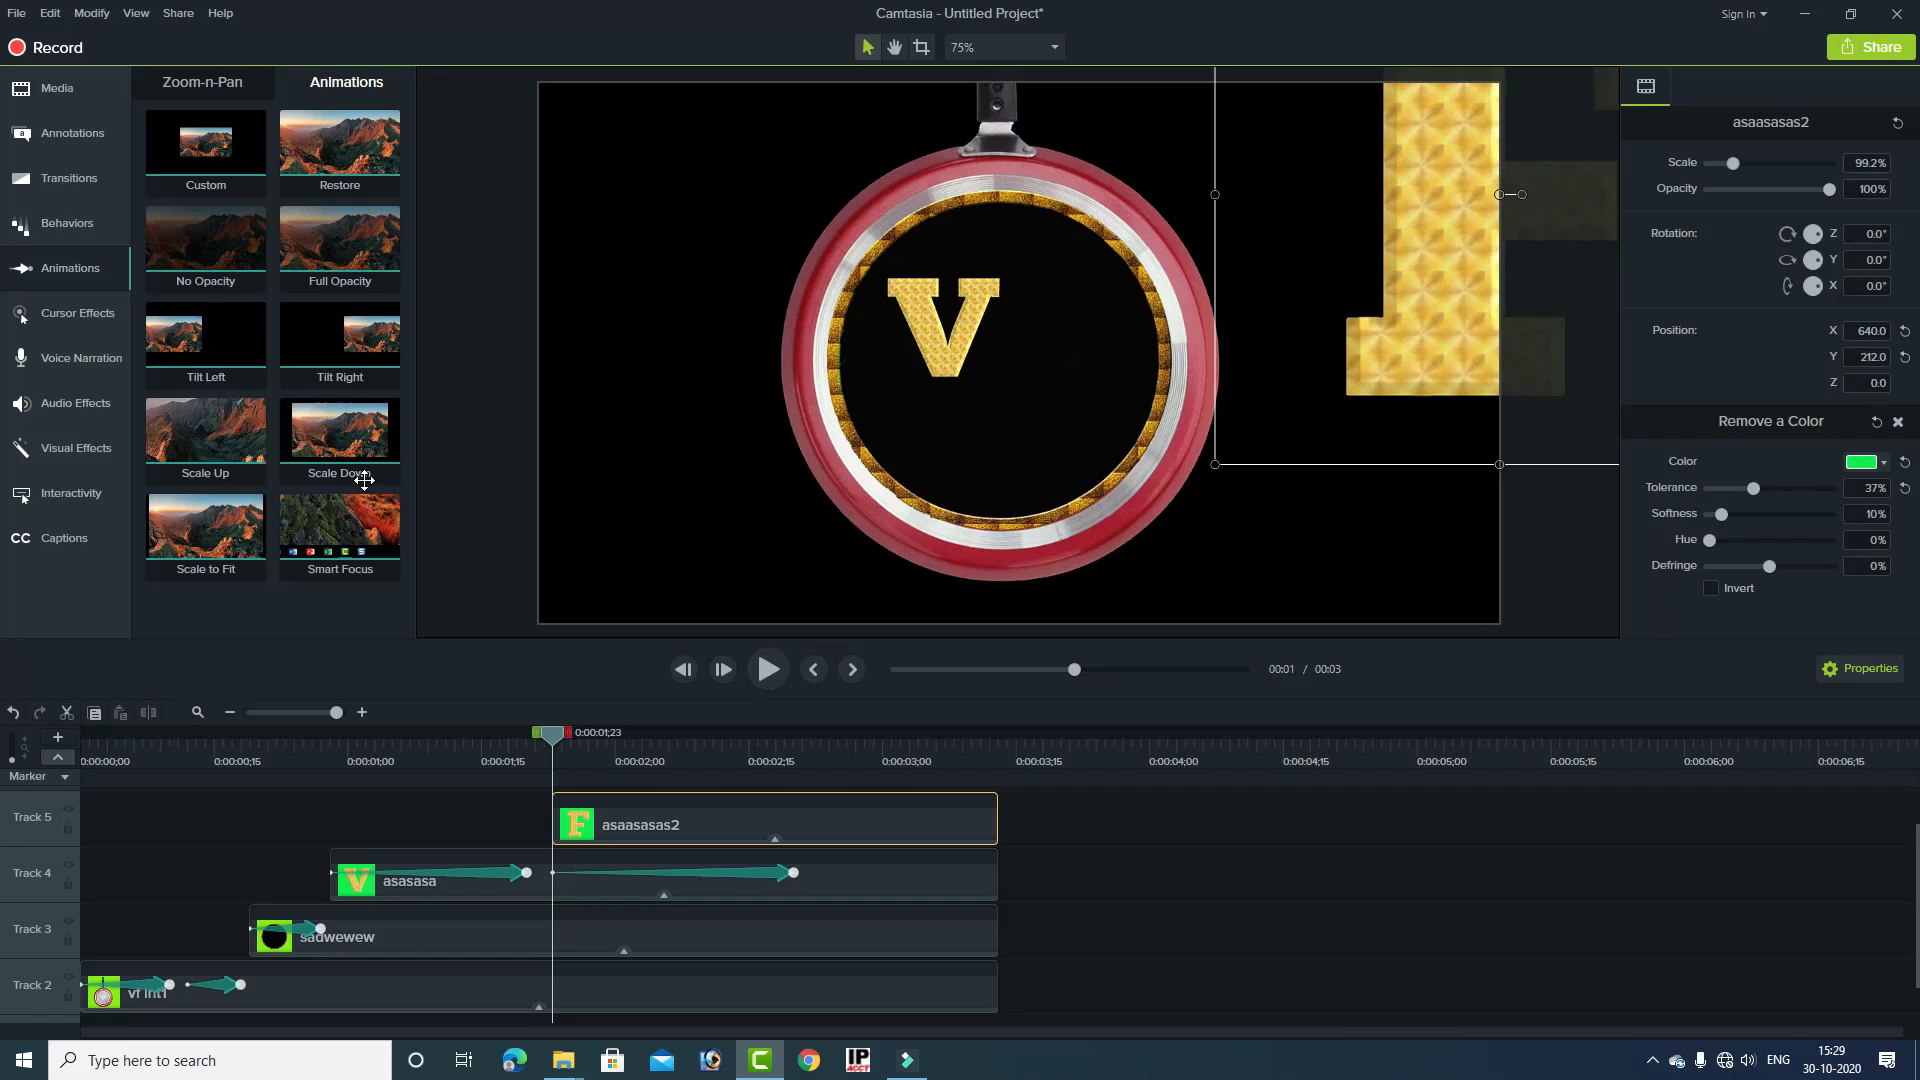 File Edit Modify View Share Help
Camtasia - Untitled Project*
Sign In
Record
75%
Share
Media
Annotations
Transitions
Behaviors
Animations
Cursor Effects
Voice Narration
Audio Effects
Visual Effects
Interactivity
CC Captions
Zoom-n-Pan
Animations
Custom
Restore
No Opacity
Full Opacity
Tilt Left
Tilt Right
Scale Up
Scale Down
Scale to Fit
Smart Focus
V
asaasasas2
Scale 99.2%
Opacity 100%
Rotation: Z 0.0°
Y 0.0°
X 0.0°
Position: X 640.0
Y 212.0
Z 0.0
Remove a Color
Color
Tolerance 37%
Softness 10%
Hue 0%
Defringe 0%
Invert
00:01 / 00:03
Properties
0:00:01;23
0:00:00;00 0:00:00;15 0:00:01;00 0:00:01;15 0:00:02;00 0:00:02;15 0:00:03;00 0:00:03;15 0:00:04;00 0:00:04;15 0:00:05;00 0:00:05;15 0:00:06;00 0:00:06;15
Marker
Track 5
F asaasasas2
Track 4
V asasasa
Track 3
sadwewew
Track 2
vf int1
Type here to search
IP
ACCT
ENG
15:29
30-10-2020